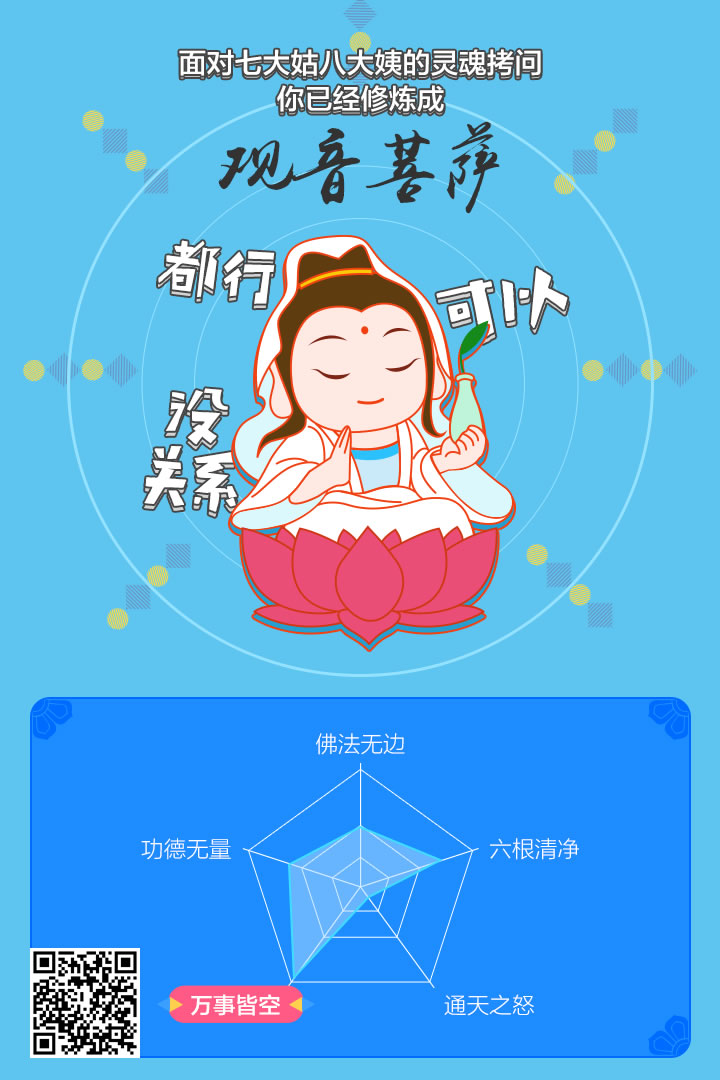 面对七大姑八大姨的灵魂拷问
你已经修炼成
观音菩萨
都行
可以
没
关系
佛法无边
功德无量
六根清净
万事皆空
通天之怒